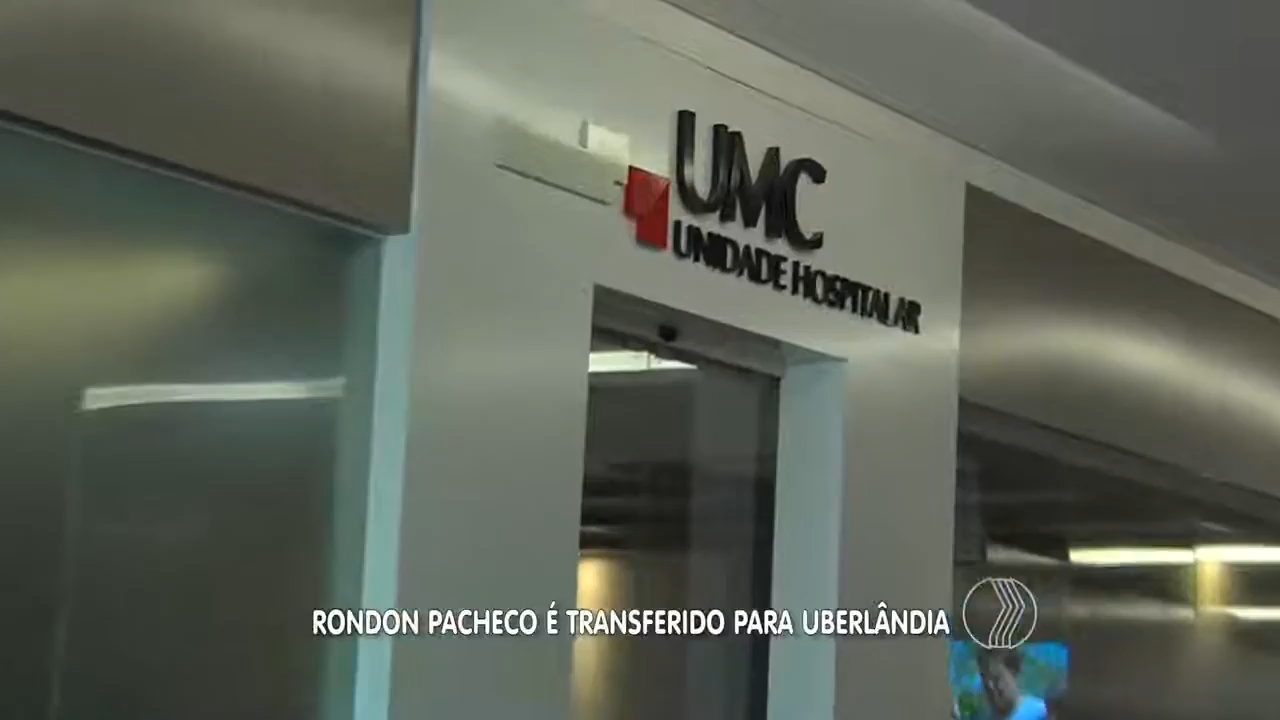 UMC
UNIDADE HOSPITALAR
RONDON PACHECO É TRANSFERIDO PARA UBERLÂNDIA